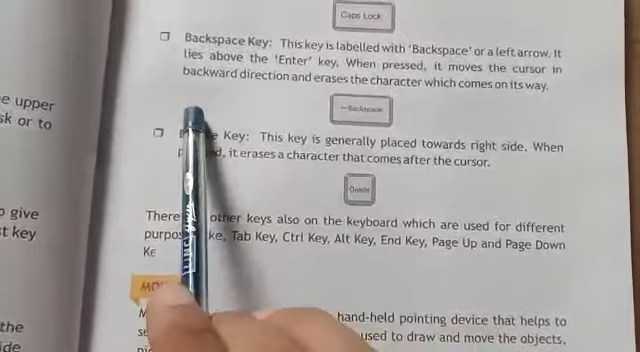 Caps Lock
❐ Backspace Key: This key is labelled with 'Backspace' or a left arrow. It
lies above the 'Enter' key. When pressed, it moves the cursor in
backward direction and erases the character which comes on its way.
←Backspace
❐ Key: This key is generally placed towards right side. When
it erases a character that comes after the cursor.
Delete
There other keys also on the keyboard which are used for different
Tab Key, Ctrl Key, Alt Key, End Key, Page Up and Page Down
hand-held pointing device that helps to
used to draw and move the objects,
e upper
sk or to
give
t key
the
ide